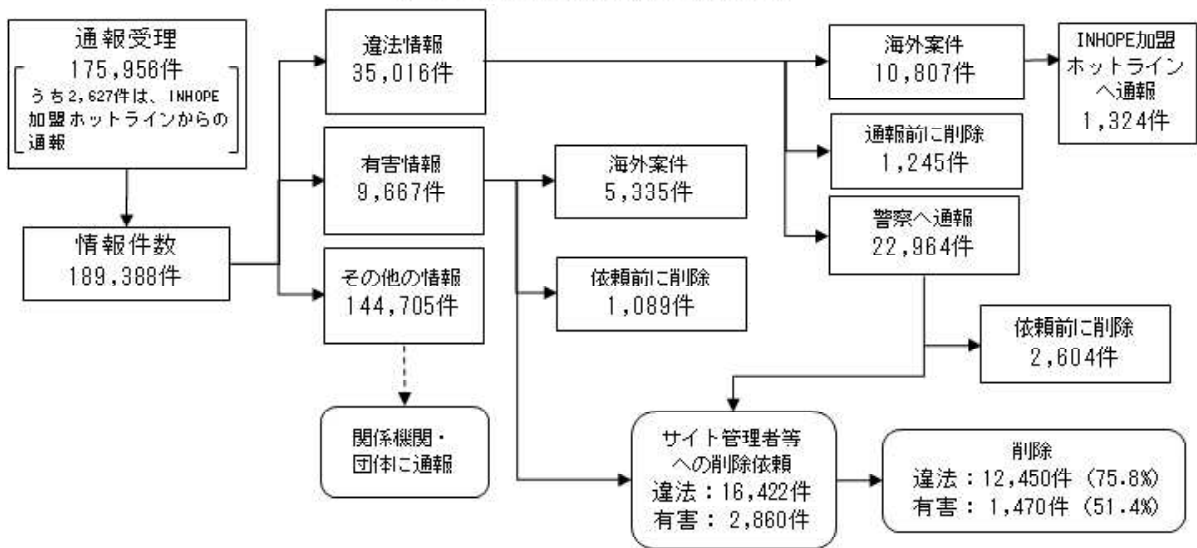 通報受理
175,956件
うち2,627件は、INHOPE
加盟ホットラインからの
通報
情報件数
189,388件
違法情報
35,016件
有害情報
9,667件
その他の情報
144,705件
関係機関・
団体に通報
海外案件
5,335件
依頼前に削除
1,089件
海外案件
10,807件
通報前に削除
1,245件
警察へ通報
22,964件
INHOPE加盟
ホットライン
へ通報
1,324件
依頼前に削除
2,604件
サイト管理者等
への削除依頼
違法：16,422件
有害： 2,860件
削除
違法：12,450件 (75.8%)
有害： 1,470件 (51.4%)